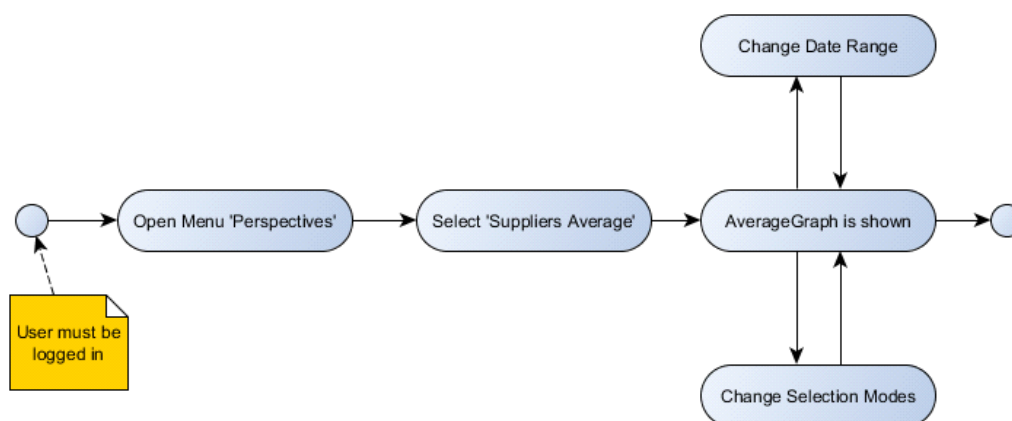 Change Date Range
Open Menu 'Perspectives'
Select 'Suppliers Average'
AverageGraph is shown
User must be
logged in
Change Selection Modes